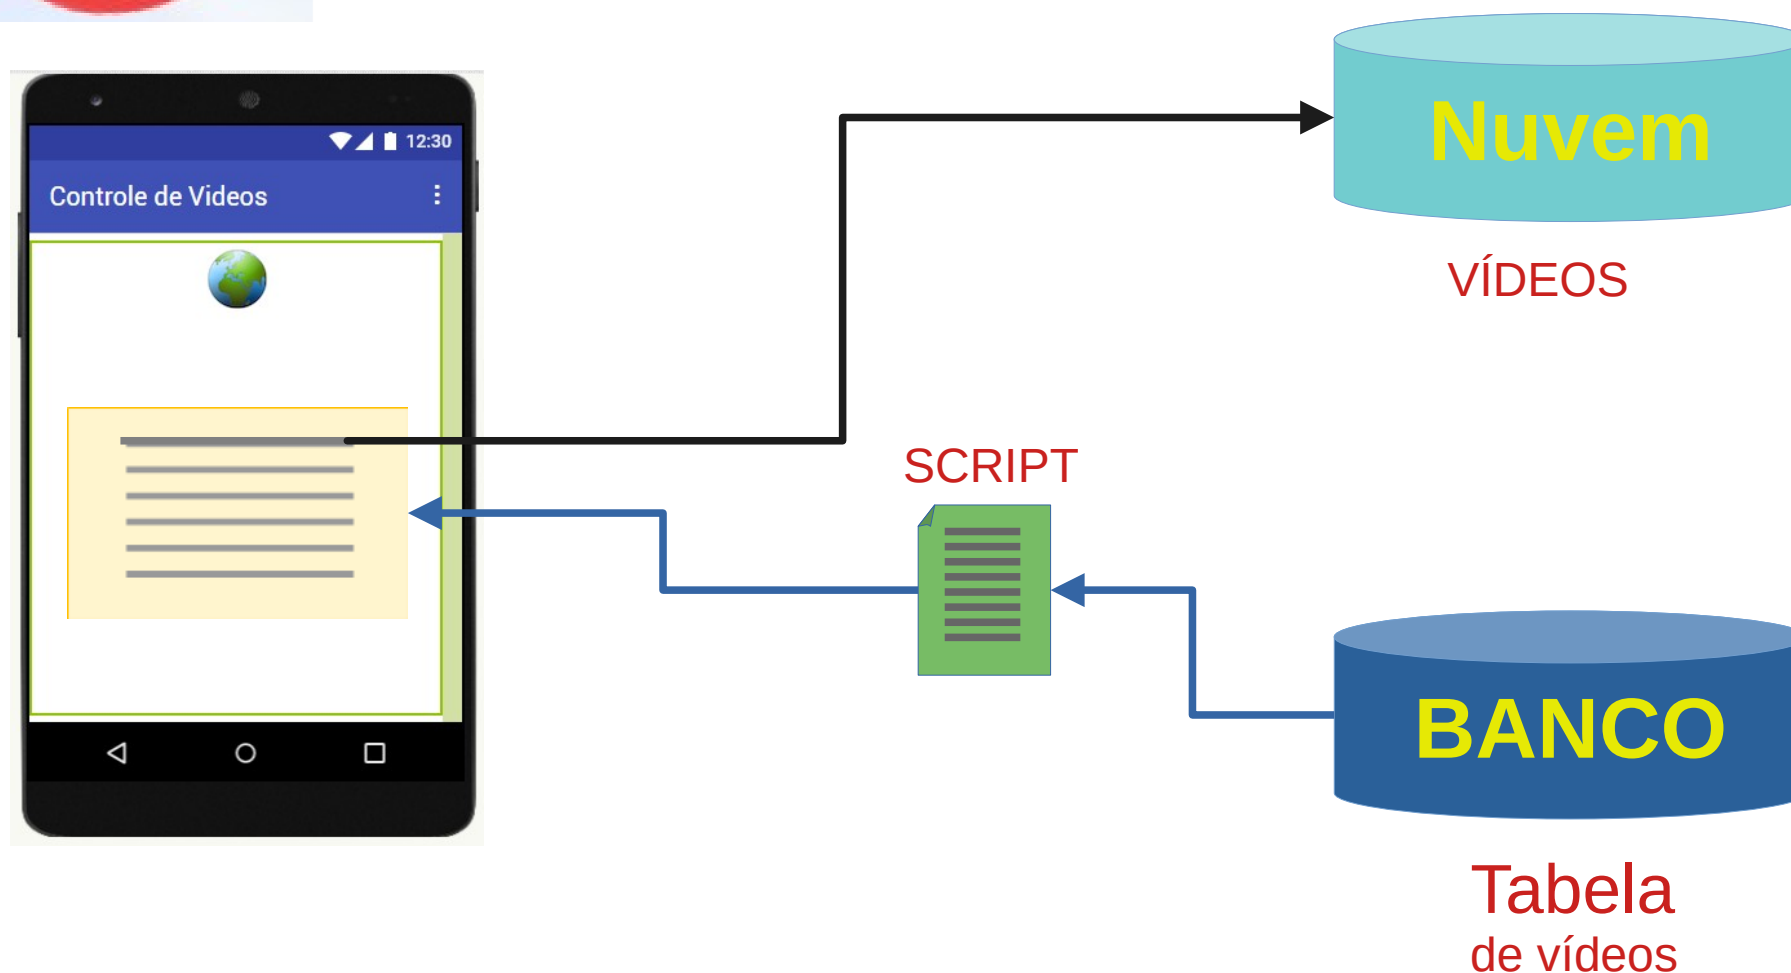 Nuvem
12:30
Controle de Videos
VÍDEOS
SCRIPT
BANCO
Tabela
de vídeos